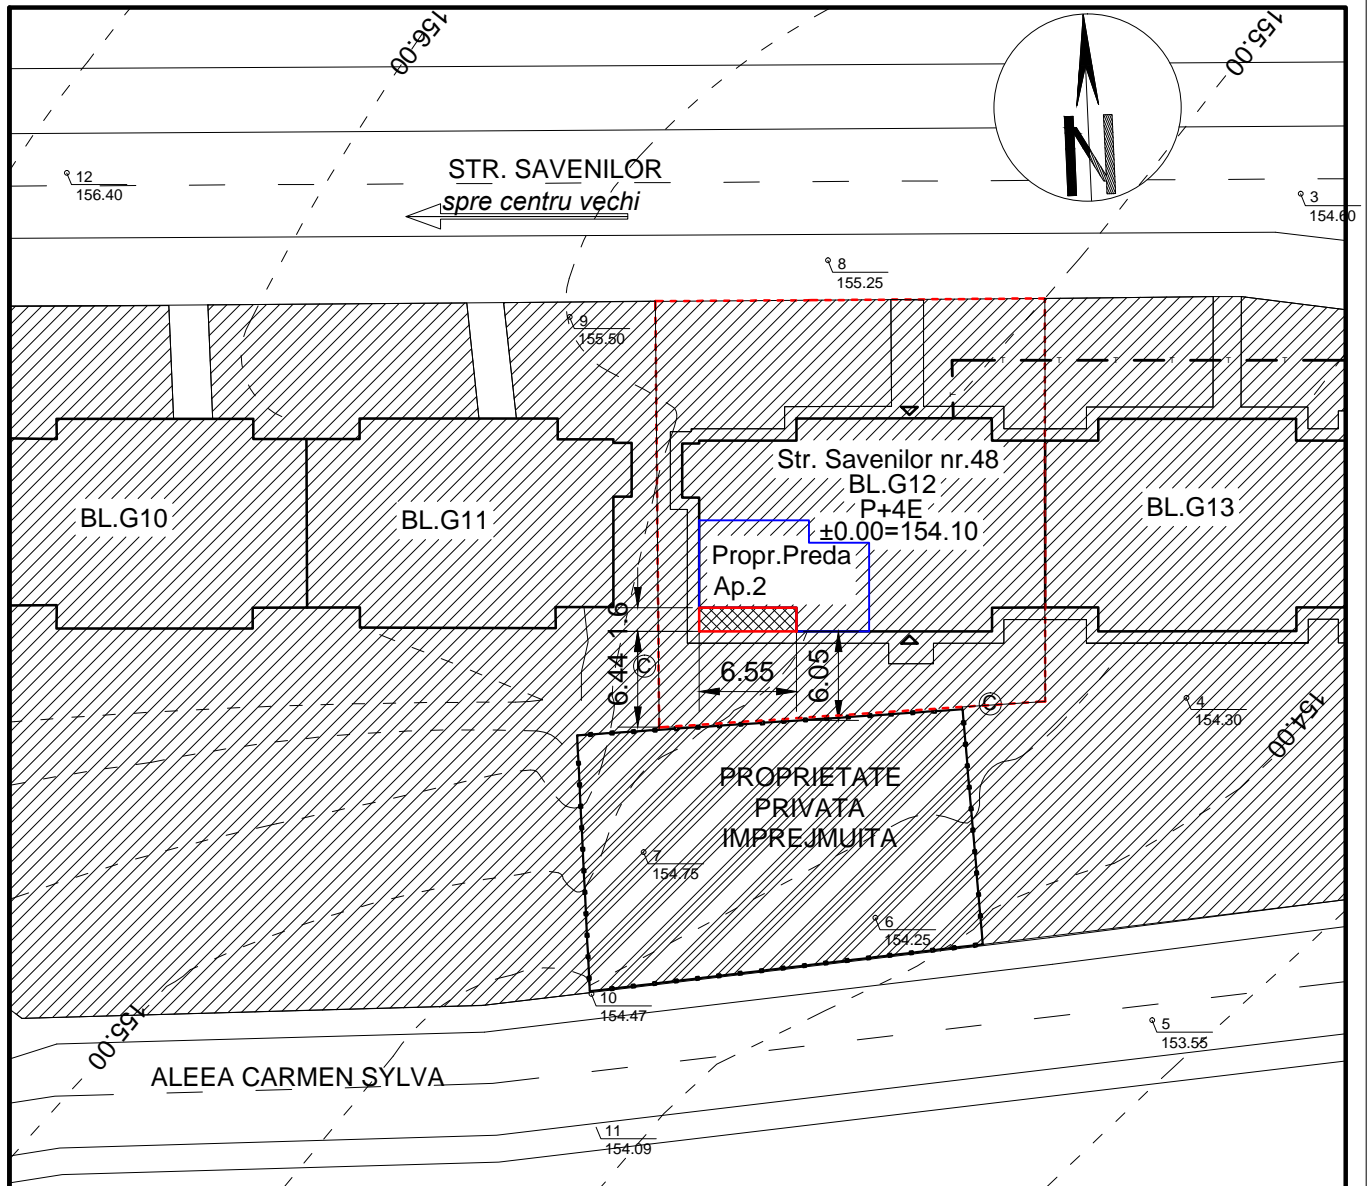 156.00
155.00
N
12
156.40
STR. SAVENILOR
spre centru vechi
3
154.60
8
155.25
9
155.50
BL.G10
BL.G11
Str. Savenilor nr.48
BL.G12
P+4E
±0.00=154.10
BL.G13
Propr.Preda
Ap.2
1.6
6.44
©
6.55
6.05
©
4
154.30
154.00
PROPRIETATE
PRIVATA
IMPREJMUITA
7
154.75
6
154.25
10
154.47
155.00
5
153.55
ALEEA CARMEN SYLVA
11
154.09
T T T T T T T